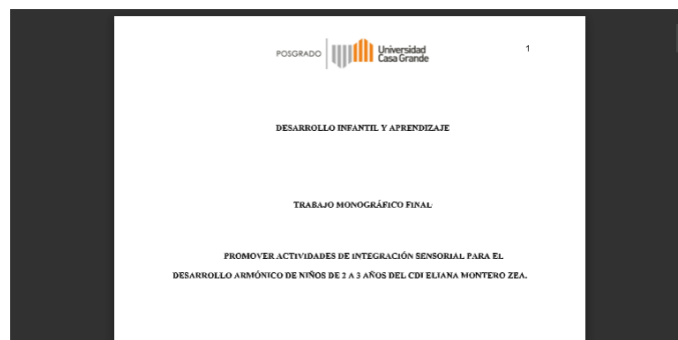 POSGRADO
Universidad
Casa Grande
1
DESARROLLO INFANTIL Y APRENDIZAJE
TRABAJO MONOGRÁFICO FINAL
PROMOVER ACTIVIDADES DE INTEGRACIÓN SENSORIAL PARA EL
DESARROLLO ARMÓNICO DE NIÑOS DE 2 A 3 AÑOS DEL CDI ELIANA MONTERO ZEA.